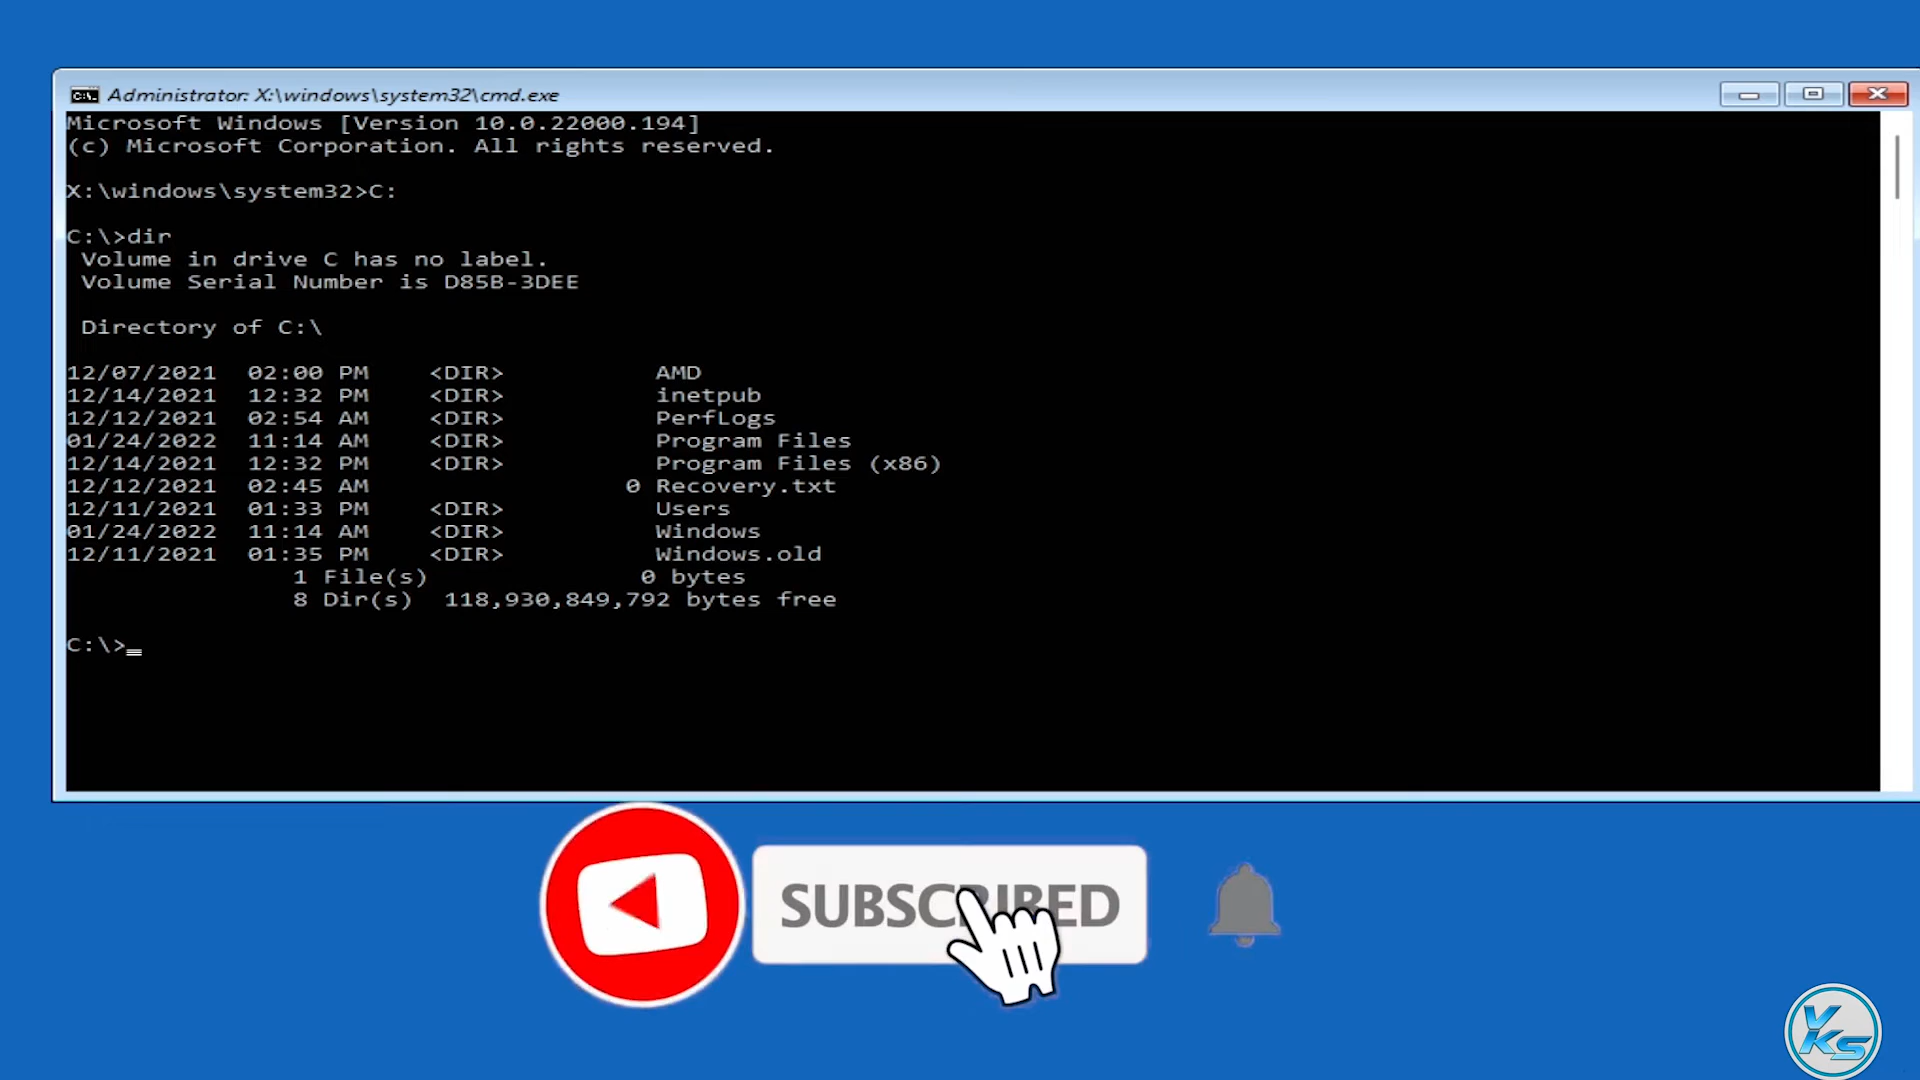 Administrator: X:\windows\system32\cmd.exe
Microsoft Windows [Version 10.0.22000.194]
(c) Microsoft Corporation. All rights reserved.
X:\windows\system32>C:
C:\>dir
Volume in drive C has no label.
Volume Serial Number is D85B-3DEE
Directory of C:\
12/07/2021 02:00 PM <DIR> AMD
12/14/2021 12:32 PM <DIR> inetpub
12/12/2021 02:54 AM <DIR> PerfLogs
01/24/2022 11:14 AM <DIR> Program Files
12/14/2021 12:32 PM <DIR> Program Files (x86)
12/12/2021 02:45 AM 0 Recovery.txt
12/11/2021 01:33 PM <DIR> Users
01/24/2022 11:14 AM <DIR> Windows
12/11/2021 01:35 PM <DIR> Windows.old
1 File(s) 0 bytes
8 Dir(s) 118,930,849,792 bytes free
C:\>_
SUBSCRIBED
VKS